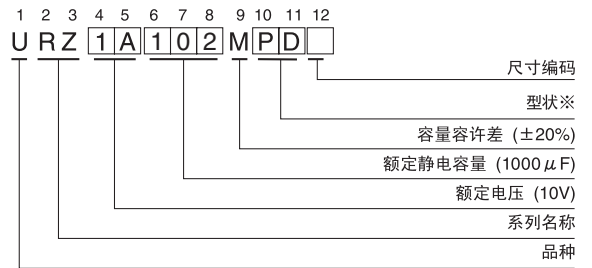 1 2 3 4 5 6 7 8 9 10 11 12
U R Z 1 A 1 0 2 M P D
尺寸编码
型状※
容量容许差 (±20%)
额定静电容量 (1000μF)
额定电压 (10V)
系列名称
品种